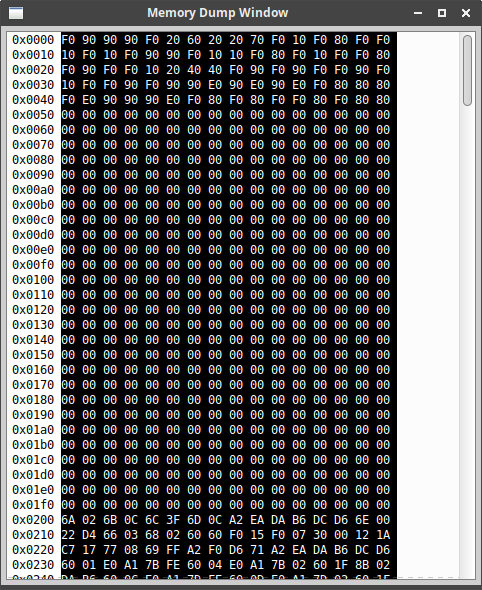 Memory Dump Window
0x0000 F0 90 90 90 F0 20 60 20 20 70 F0 10 F0 80 F0 F0
0x0010 10 F0 10 F0 90 90 F0 10 10 F0 80 F0 10 F0 F0 80
0x0020 F0 90 F0 F0 10 20 40 40 F0 90 F0 90 F0 F0 90 F0
0x0030 10 F0 F0 90 F0 90 90 E0 90 E0 90 E0 F0 80 80 80
0x0040 F0 E0 90 90 90 E0 F0 80 F0 80 F0 F0 80 F0 80 80
0x0050 00 00 00 00 00 00 00 00 00 00 00 00 00 00 00 00
0x0060 00 00 00 00 00 00 00 00 00 00 00 00 00 00 00 00
0x0070 00 00 00 00 00 00 00 00 00 00 00 00 00 00 00 00
0x0080 00 00 00 00 00 00 00 00 00 00 00 00 00 00 00 00
0x0090 00 00 00 00 00 00 00 00 00 00 00 00 00 00 00 00
0x00a0 00 00 00 00 00 00 00 00 00 00 00 00 00 00 00 00
0x00b0 00 00 00 00 00 00 00 00 00 00 00 00 00 00 00 00
0x00c0 00 00 00 00 00 00 00 00 00 00 00 00 00 00 00 00
0x00d0 00 00 00 00 00 00 00 00 00 00 00 00 00 00 00 00
0x00e0 00 00 00 00 00 00 00 00 00 00 00 00 00 00 00 00
0x00f0 00 00 00 00 00 00 00 00 00 00 00 00 00 00 00 00
0x0100 00 00 00 00 00 00 00 00 00 00 00 00 00 00 00 00
0x0110 00 00 00 00 00 00 00 00 00 00 00 00 00 00 00 00
0x0120 00 00 00 00 00 00 00 00 00 00 00 00 00 00 00 00
0x0130 00 00 00 00 00 00 00 00 00 00 00 00 00 00 00 00
0x0140 00 00 00 00 00 00 00 00 00 00 00 00 00 00 00 00
0x0150 00 00 00 00 00 00 00 00 00 00 00 00 00 00 00 00
0x0160 00 00 00 00 00 00 00 00 00 00 00 00 00 00 00 00
0x0170 00 00 00 00 00 00 00 00 00 00 00 00 00 00 00 00
0x0180 00 00 00 00 00 00 00 00 00 00 00 00 00 00 00 00
0x0190 00 00 00 00 00 00 00 00 00 00 00 00 00 00 00 00
0x01a0 00 00 00 00 00 00 00 00 00 00 00 00 00 00 00 00
0x01b0 00 00 00 00 00 00 00 00 00 00 00 00 00 00 00 00
0x01c0 00 00 00 00 00 00 00 00 00 00 00 00 00 00 00 00
0x01d0 00 00 00 00 00 00 00 00 00 00 00 00 00 00 00 00
0x01e0 00 00 00 00 00 00 00 00 00 00 00 00 00 00 00 00
0x01f0 00 00 00 00 00 00 00 00 00 00 00 00 00 00 00 00
0x0200 6A 02 6B 0C 6C 3F 6D 0C A2 EA DA B6 DC D6 6E 00
0x0210 22 D4 66 03 68 02 60 60 F0 15 F0 07 30 00 12 1A
0x0220 C7 17 77 08 69 FF A2 F0 D6 71 A2 EA DA B6 DC D6
0x0230 60 01 E0 A1 7B FE 60 04 E0 A1 7B 02 60 1F 8B 02
0x0240 DA B6 60 0C E0 A1 7D FE 60 0D E0 A1 7D 02 60 1F